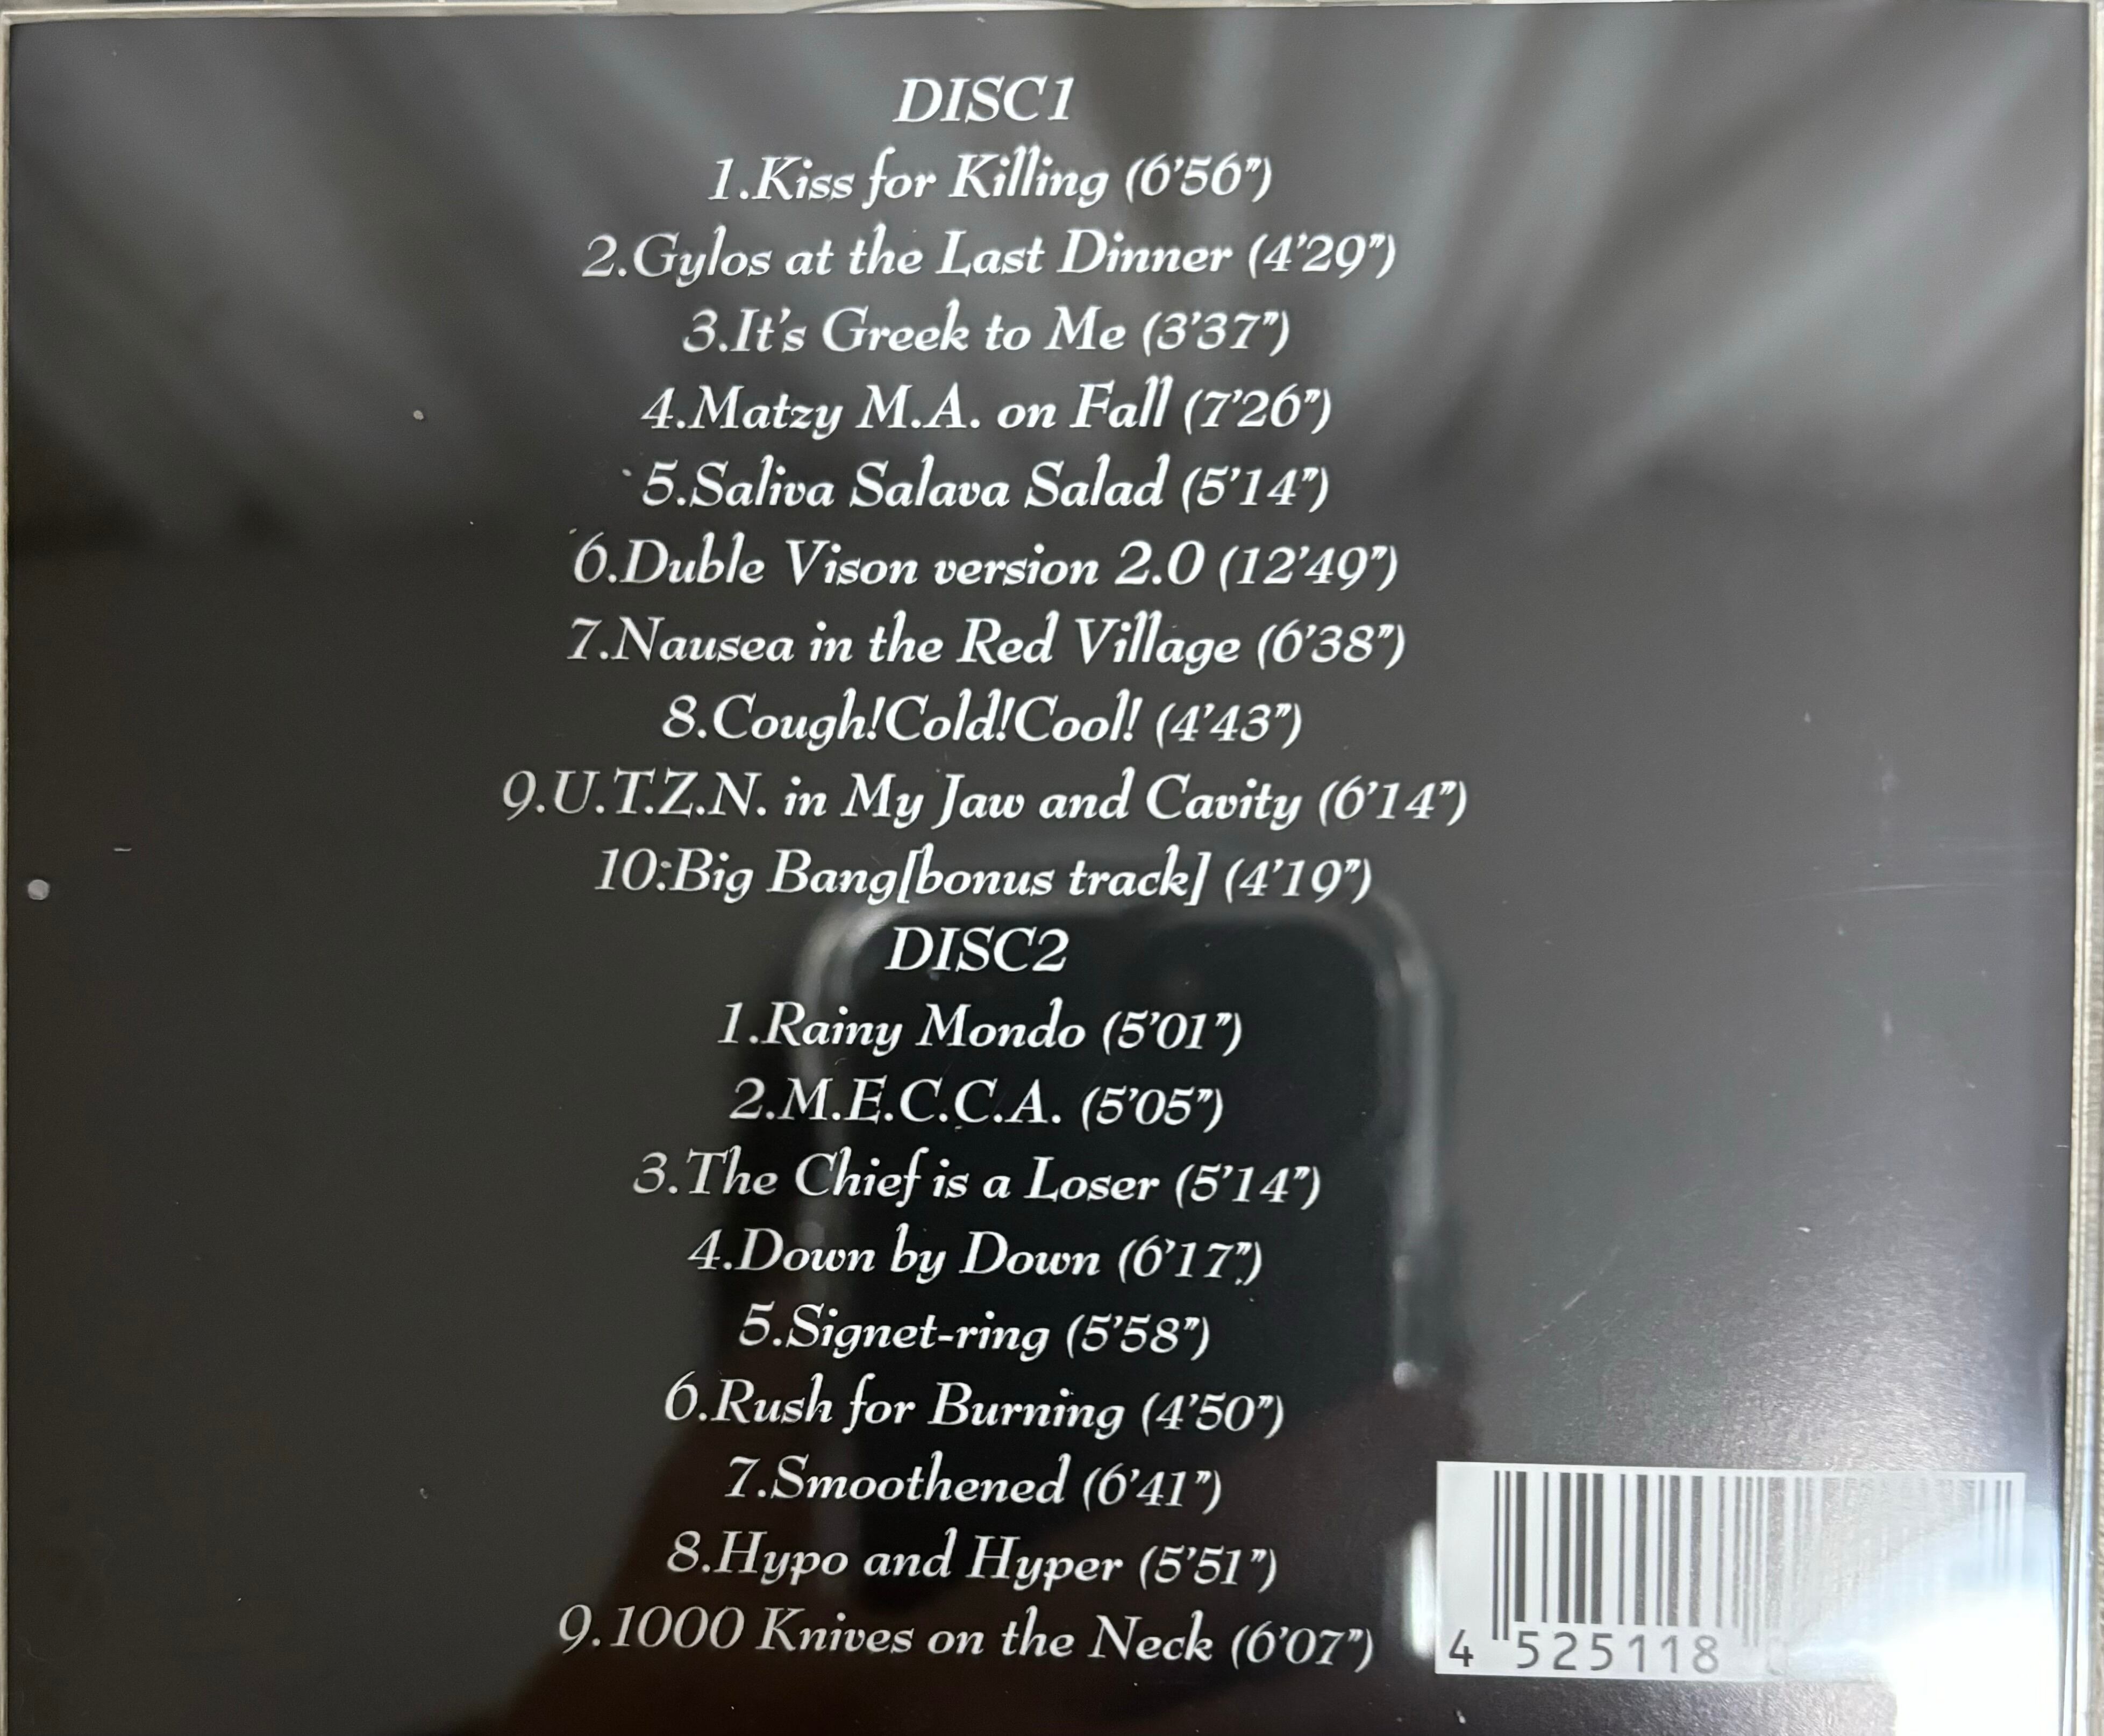 DISC1
1.Kiss for Killing (6’56”)
2.Gylos at the Last Dinner (4’29”)
3.It’s Greek to Me (3’37”)
4.Matzy M.A. on Fall (7’26”)
5.Saliva Salava Salad (5’14”)
6.Duble Vison version 2.0 (12’49”)
7.Nausea in the Red Village (6’38”)
8.Cough!Cold!Cool! (4’43”)
9.U.T.Z.N. in My Jaw and Cavity (6’14”)
10.Big Bang[bonus track] (4’19”)
DISC2
1.Rainy Mondo (5’01”)
2.M.E.C.C.A. (5’05”)
3.The Chief is a Loser (5’14”)
4.Down by Down (6’17”)
5.Signet-ring (5’58”)
6.Rush for Burning (4’50”)
7.Smoothened (6’41”)
8.Hypo and Hyper (5’51”)
9.1000 Knives on the Neck (6’07”)
4 525118